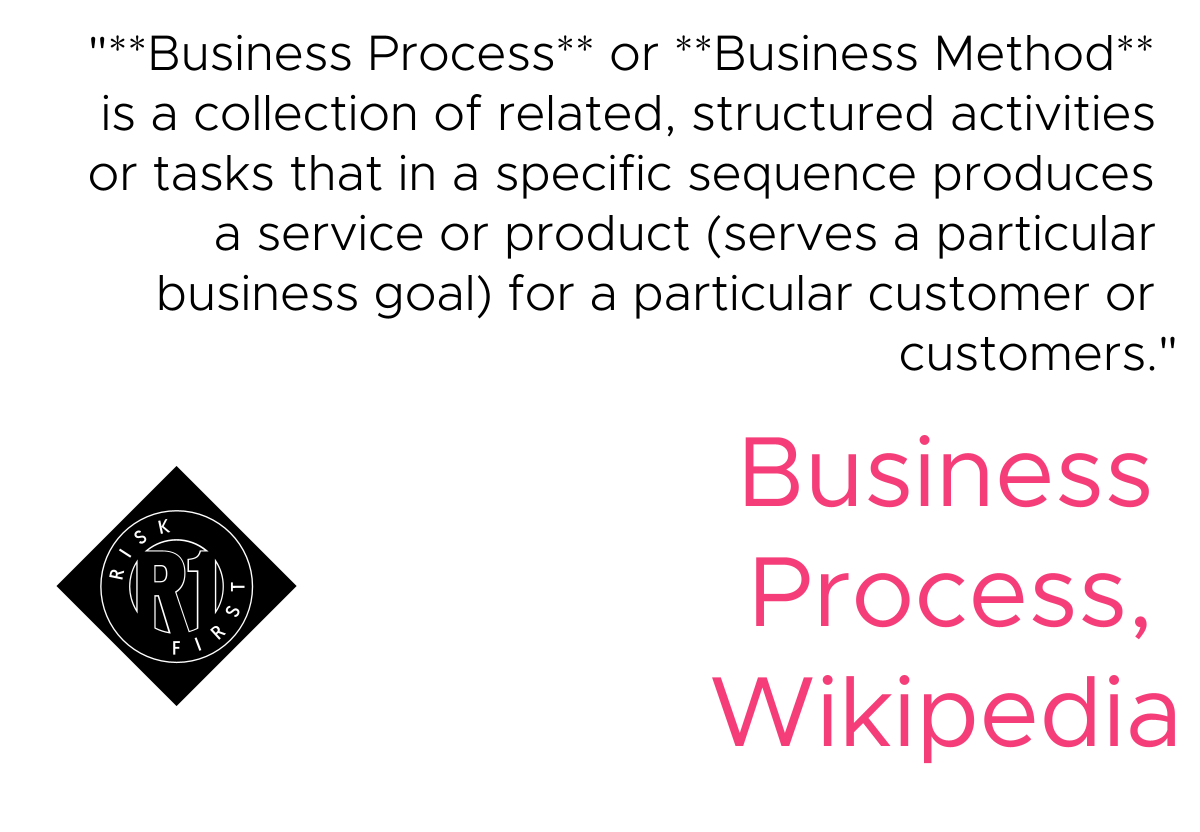 "**Business Process** or **Business Method**
is a collection of related, structured activities
or tasks that in a specific sequence produces
a service or product (serves a particular
business goal) for a particular customer or
customers."
Business
Process,
Wikipedia
RISK
R1
FIRST